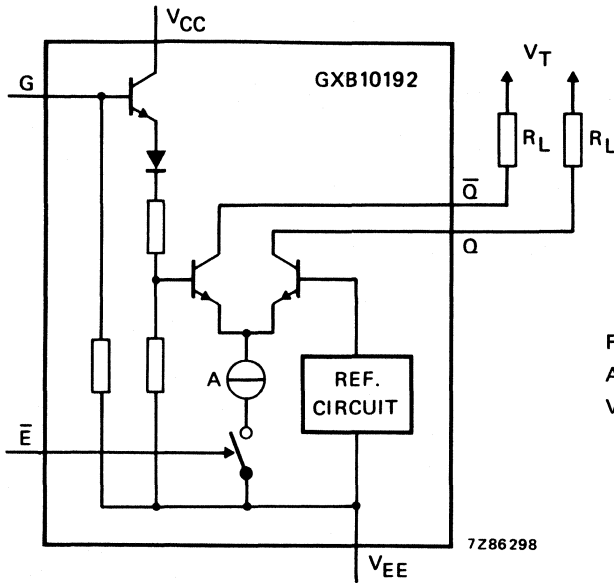 VCC
G
GXB10192
VT
RL
RL
Q̅
Q
A
REF.
CIRCUIT
E̅
F
A
V
7Z86298
VEE